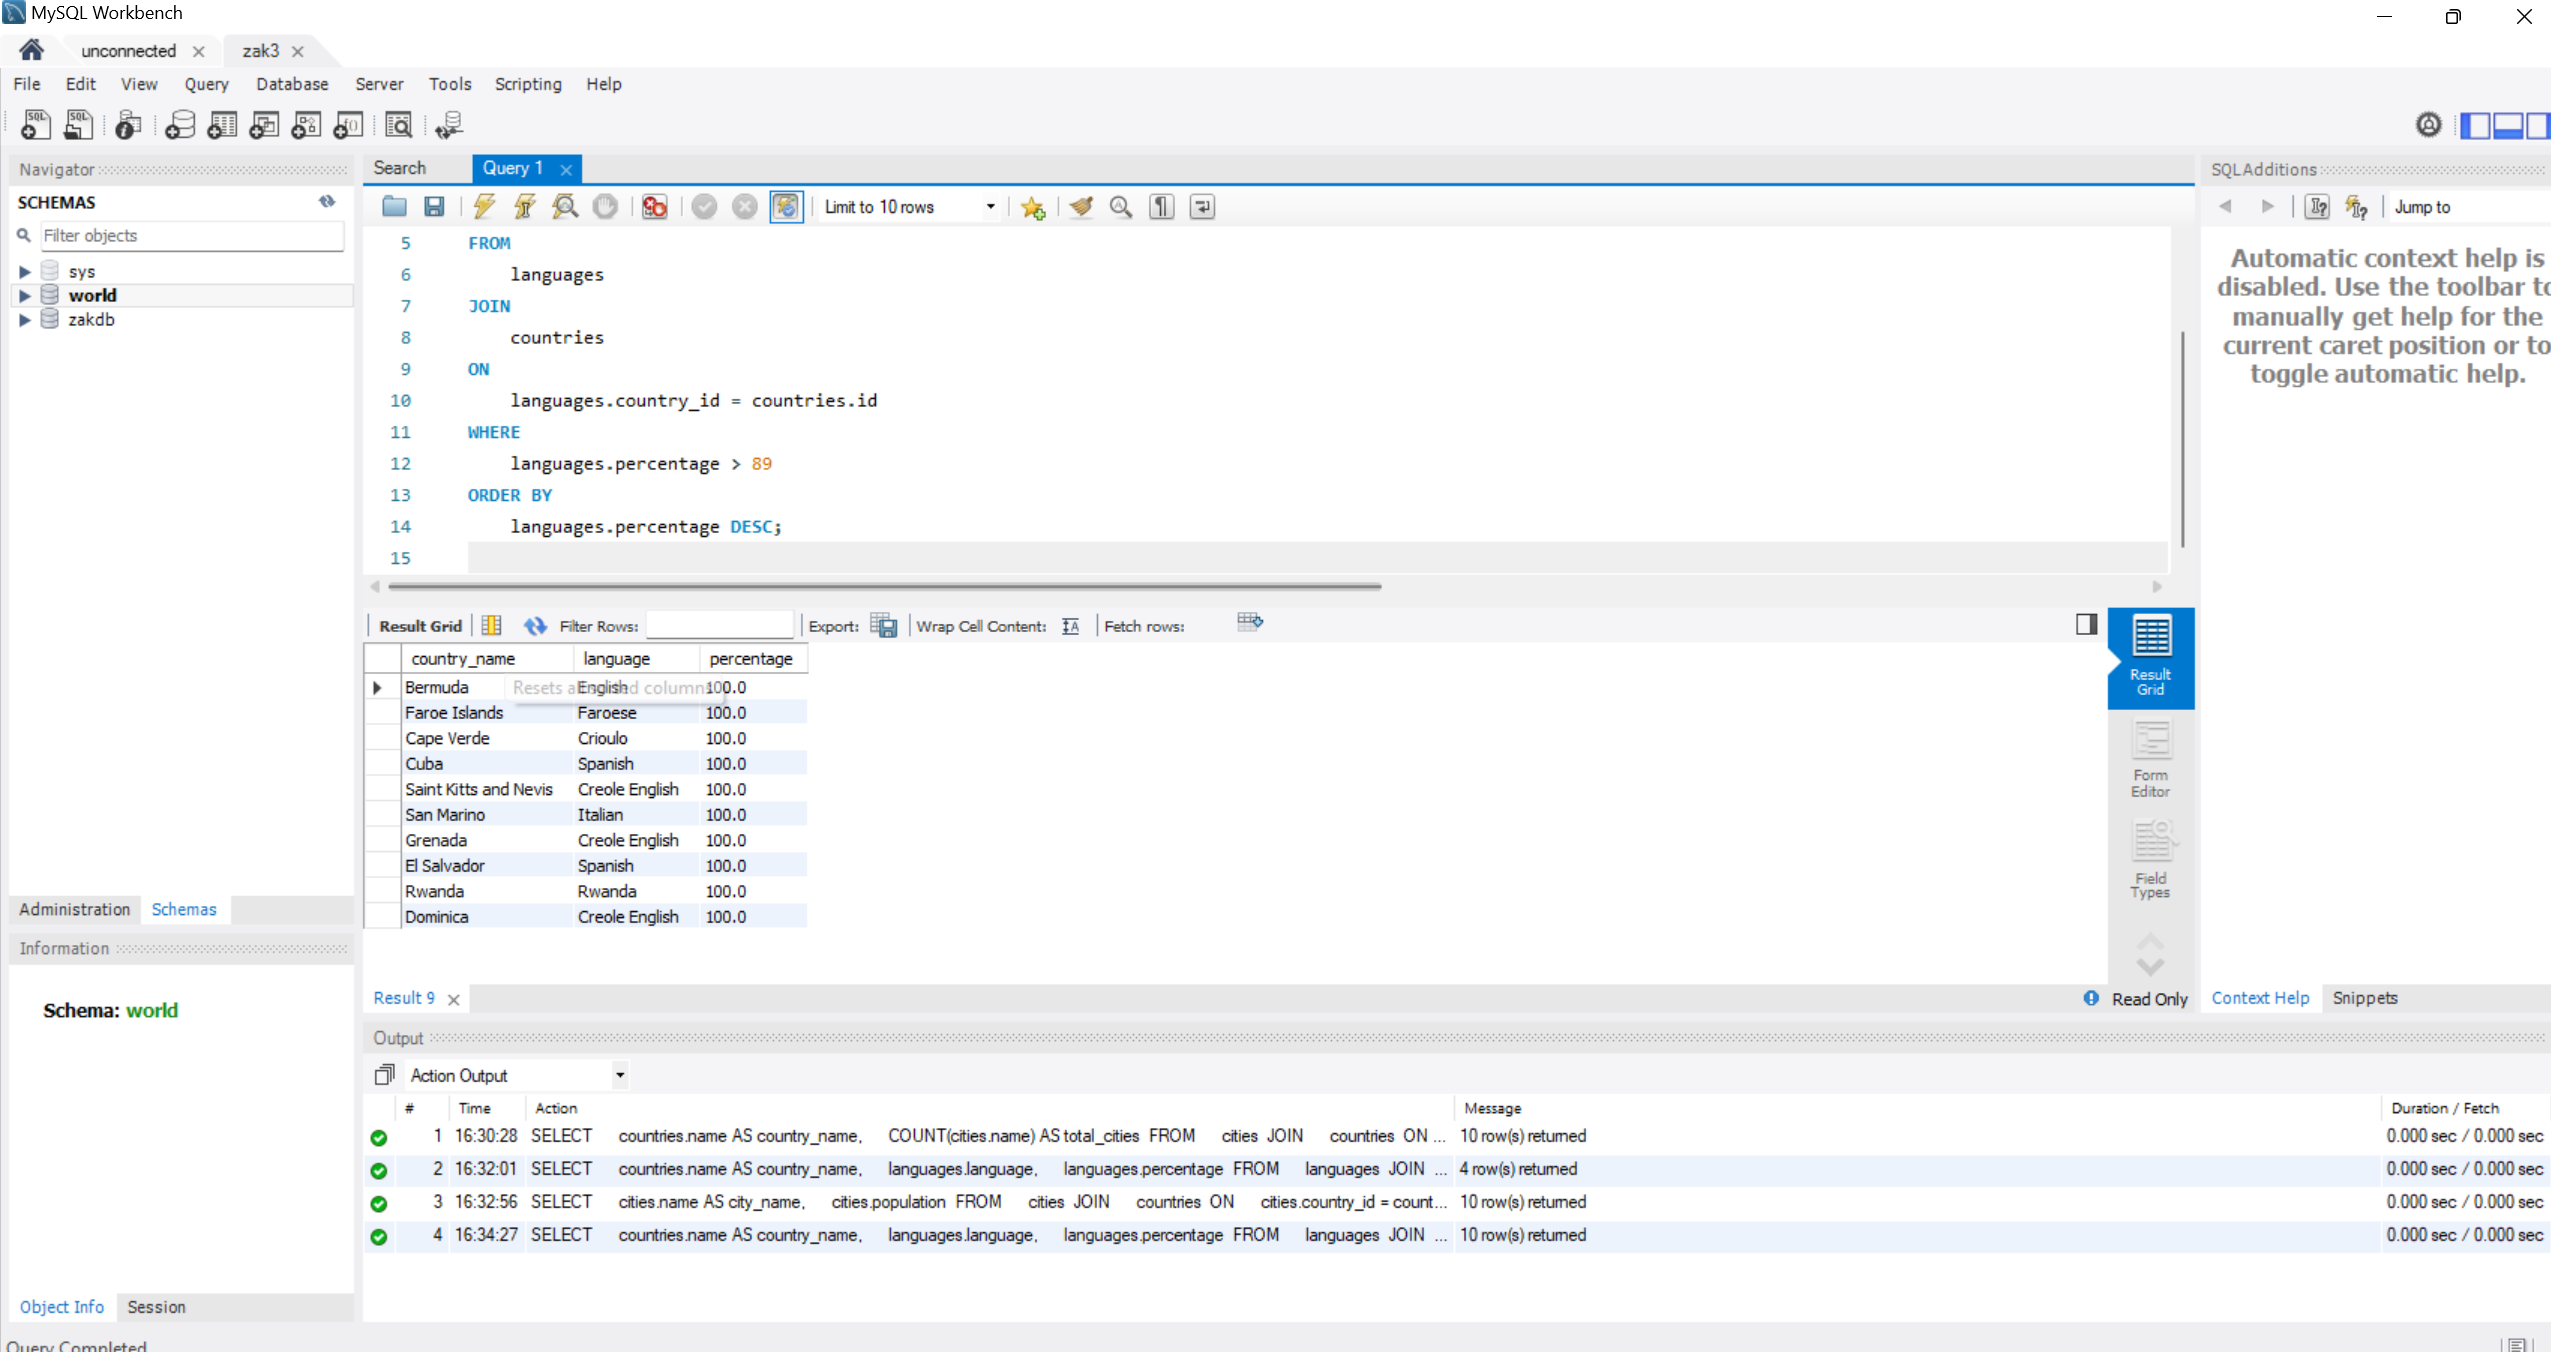 MySQL Workbench
unconnected
zak3
File Edit View Query Database Server Tools Scripting Help
Navigator
SCHEMAS
Filter objects
sys
world
zakdb
Administration Schemas
Information
Schema: world
Object Info Session
Query Completed
Search Query 1
Limit to 10 rows
5 FROM
6 languages
7 JOIN
8 countries
9 ON
10 languages.country_id = countries.id
11 WHERE
12 languages.percentage > 89
13 ORDER BY
14 languages.percentage DESC;
15
Result Grid Filter Rows: Export: Wrap Cell Content: Fetch rows:
country_name language percentage
Bermuda English 100.0
Resets all column
Faroe Islands Faroese 100.0
Cape Verde Crioulo 100.0
Cuba Spanish 100.0
Saint Kitts and Nevis Creole English 100.0
San Marino Italian 100.0
Grenada Creole English 100.0
El Salvador Spanish 100.0
Rwanda Rwanda 100.0
Dominica Creole English 100.0
Result
Grid
Form
Editor
Field
Types
Result 9
Read Only
SQLAdditions
Jump to
Automatic context help is
disabled. Use the toolbar to
manually get help for the
current caret position or to
toggle automatic help.
Context Help Snippets
Output
Action Output
# Time Action Message Duration / Fetch
1 16:30:28 SELECT countries.name AS country_name, COUNT(cities.name) AS total_cities FROM cities JOIN countries ON ... 10 row(s) returned 0.000 sec / 0.000 sec
2 16:32:01 SELECT countries.name AS country_name, languages.language, languages.percentage FROM languages JOIN ... 4 row(s) returned 0.000 sec / 0.000 sec
3 16:32:56 SELECT cities.name AS city_name, cities.population FROM cities JOIN countries ON cities.country_id = count... 10 row(s) returned 0.000 sec / 0.000 sec
4 16:34:27 SELECT countries.name AS country_name, languages.language, languages.percentage FROM languages JOIN ... 10 row(s) returned 0.000 sec / 0.000 sec